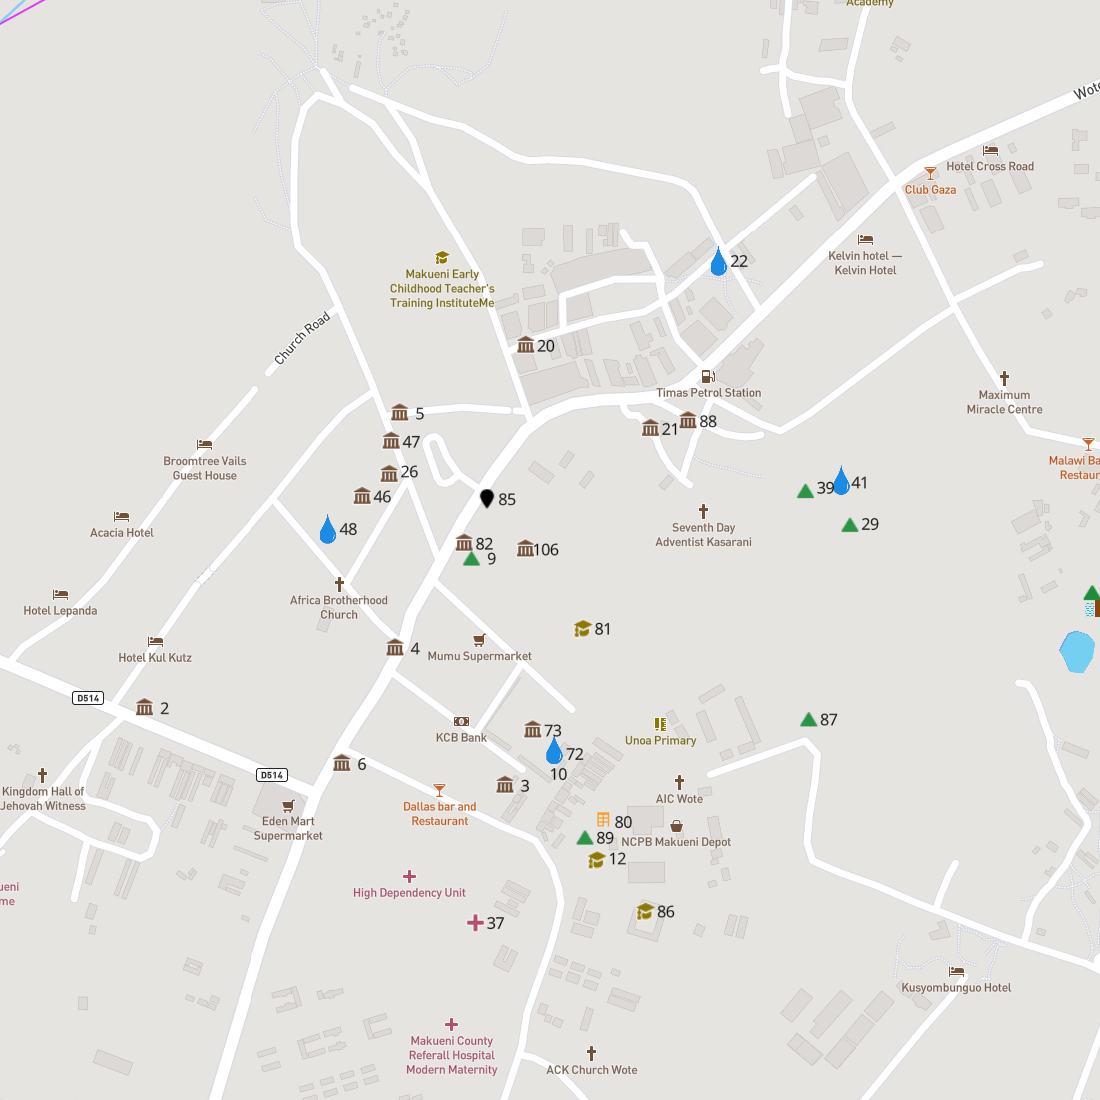 Academy
Wote
Hotel Cross Road
Club Gaza
Kelvin hotel —
Kelvin Hotel
22
Makueni Early
Childhood Teacher's
Training InstituteMe
Church Road
20
Timas Petrol Station
Maximum
Miracle Centre
5
21
88
47
Broomtree Vails
Guest House
26
Malawi Ba
Restaur
46
39
41
85
Acacia Hotel
48
29
Seventh Day
Adventist Kasarani
82
106
9
Africa Brotherhood
Church
Hotel Lepanda
81
4
Hotel Kul Kutz
Mumu Supermarket
D514
2
87
KCB Bank
73
Unoa Primary
72
6
10
D514
3
Kingdom Hall of
Jehovah Witness
AIC Wote
Dallas bar and
Restaurant
Eden Mart
Supermarket
80
89
NCPB Makueni Depot
12
ueni
me
High Dependency Unit
86
37
Kusyombunguo Hotel
Makueni County
Referall Hospital
Modern Maternity
ACK Church Wote